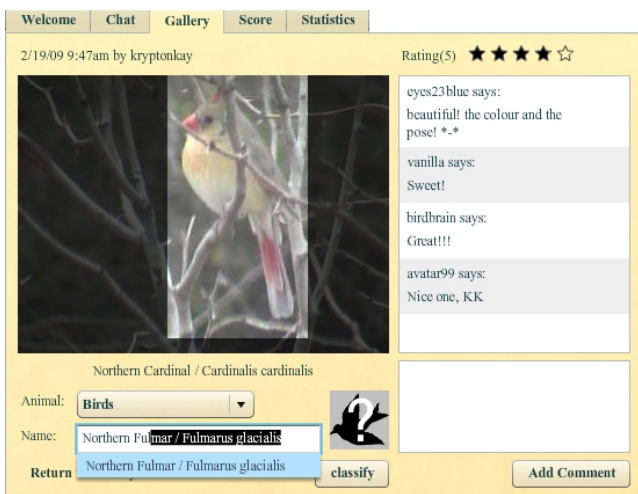 Welcome Chat Gallery Score Statistics
2/19/09 9:47am by kryptonkay
Rating(5)
eyes23blue says:
beautiful! the colour and the
pose! *-*
vanilla says:
Sweet!
birdbrain says:
Great!!!
avatar99 says:
Nice one, KK
Northern Cardinal / Cardinalis cardinalis
Animal: Birds
?
Name: Northern Fulmar / Fulmarus glacialis
Northern Fulmar / Fulmarus glacialis
Return classify Add Comment